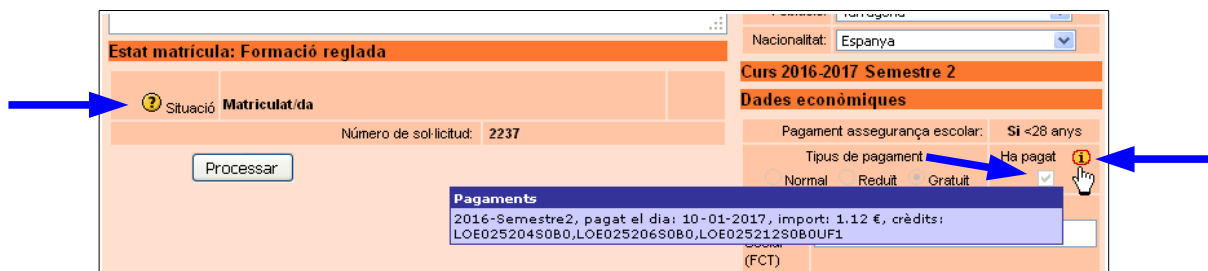 Població: Tarragona
Nacionalitat: Espanya
Estat matrícula: Formació reglada
Situació Matriculat/da
Número de sol·licitud: 2237
Processar
Curs 2016-2017 Semestre 2
Dades econòmiques
Pagament assegurança escolar: Si <28 anys
Tipus de pagament Ha pagat
Normal Reduït Gratuït
Pagaments
2016-Semestre2, pagat el dia: 10-01-2017, import: 1.12 €, crèdits:
LOE025204S0B0,LOE025206S0B0,LOE025212S0B0UF1
Social
(FCT)